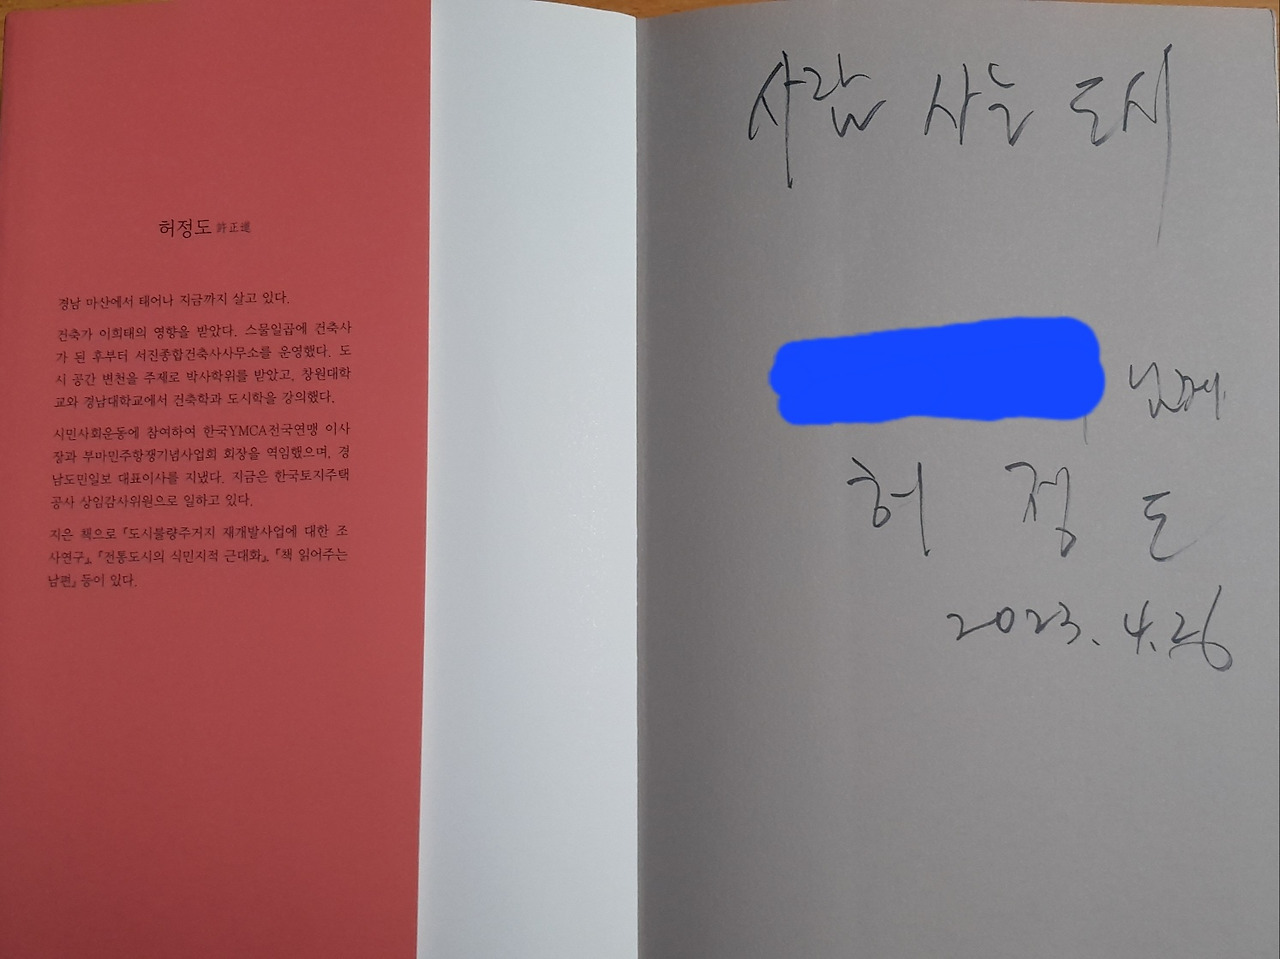 허정도 許正道
경남 마산에서 태어나 지금까지 살고 있다.
건축가 이희태의 영향을 받았다. 스물일곱에 건축사
가 된 후부터 서진종합건축사사무소를 운영했다. 도
시 공간 변천을 주제로 박사학위를 받았고, 창원대학
교와 경남대학교에서 건축학과 도시학을 강의했다.
시민사회운동에 참여하여 한국YMCA전국연맹 이사
장과 부마민주항쟁기념사업회 회장을 역임했으며, 경
남도민일보 대표이사를 지냈다. 지금은 한국토지주택
공사 상임감사위원으로 일하고 있다.
지은 책으로 『도시불량주거지 재개발사업에 대한 조
사연구』, 『전통도시의 식민지적 근대화』, 『책 읽어주는
남편』 등이 있다.
사람 사는 도시
님께.
허 정 도
2023. 4. 26